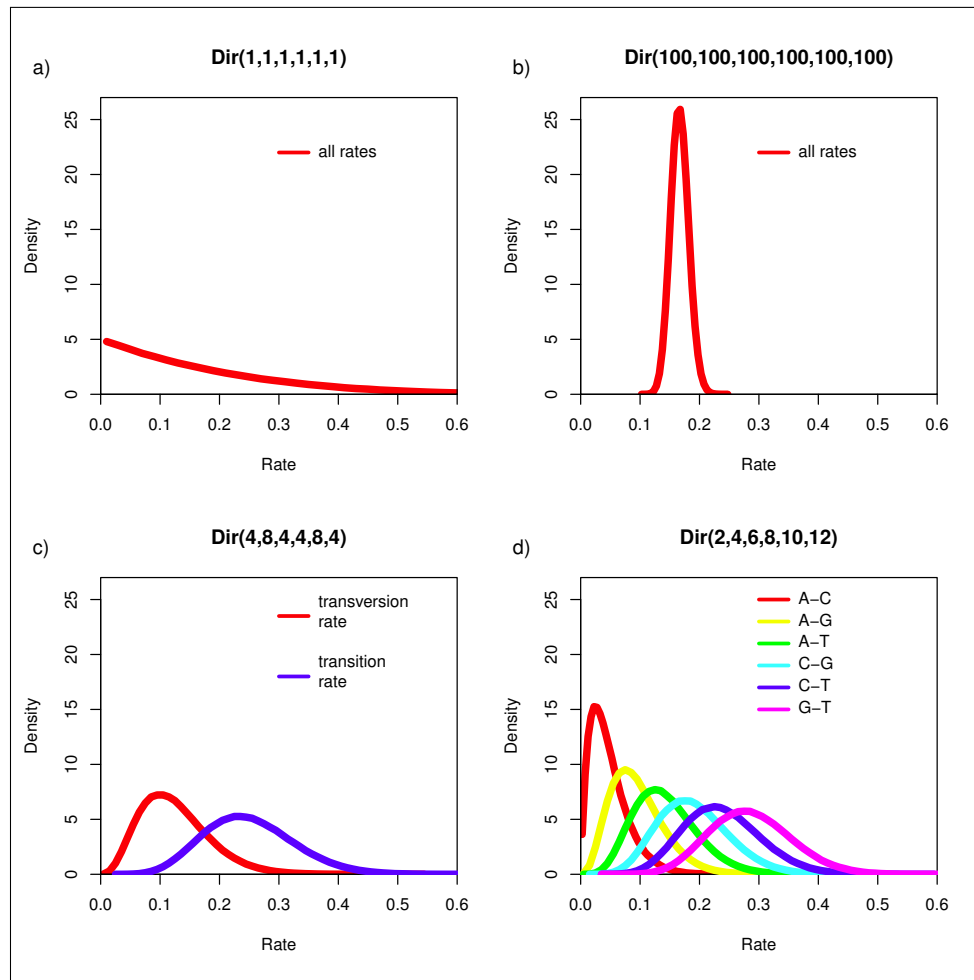 a)
Dir(1,1,1,1,1,1)
all rates
Density
0 5 10 15 20 25
0.0 0.1 0.2 0.3 0.4 0.5 0.6
Rate
b)
Dir(100,100,100,100,100,100)
all rates
Density
0 5 10 15 20 25
0.0 0.1 0.2 0.3 0.4 0.5 0.6
Rate
c)
Dir(4,8,4,4,8,4)
transversion
rate
transition
rate
Density
0 5 10 15 20 25
0.0 0.1 0.2 0.3 0.4 0.5 0.6
Rate
d)
Dir(2,4,6,8,10,12)
A−C
A−G
A−T
C−G
C−T
G−T
Density
0 5 10 15 20 25
0.0 0.1 0.2 0.3 0.4 0.5 0.6
Rate